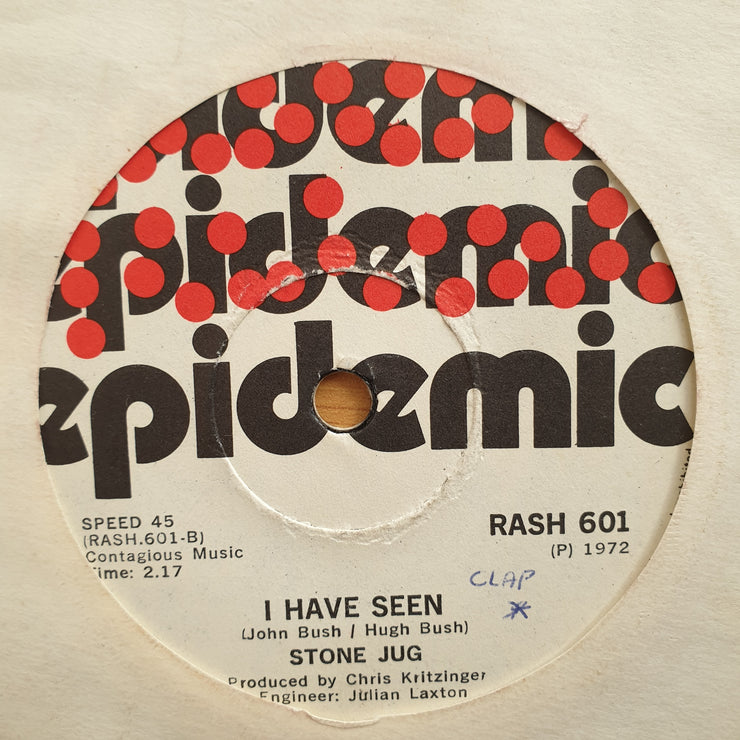 epidemic
epidemic
epidemic
SPEED 45
(RASH.601-B)
Contagious Music
Time: 2.17
RASH 601
(P) 1972
CLAP
*
I HAVE SEEN
(John Bush / Hugh Bush)
STONE JUG
Produced by Chris Kritzinger
Engineer: Julian Laxton